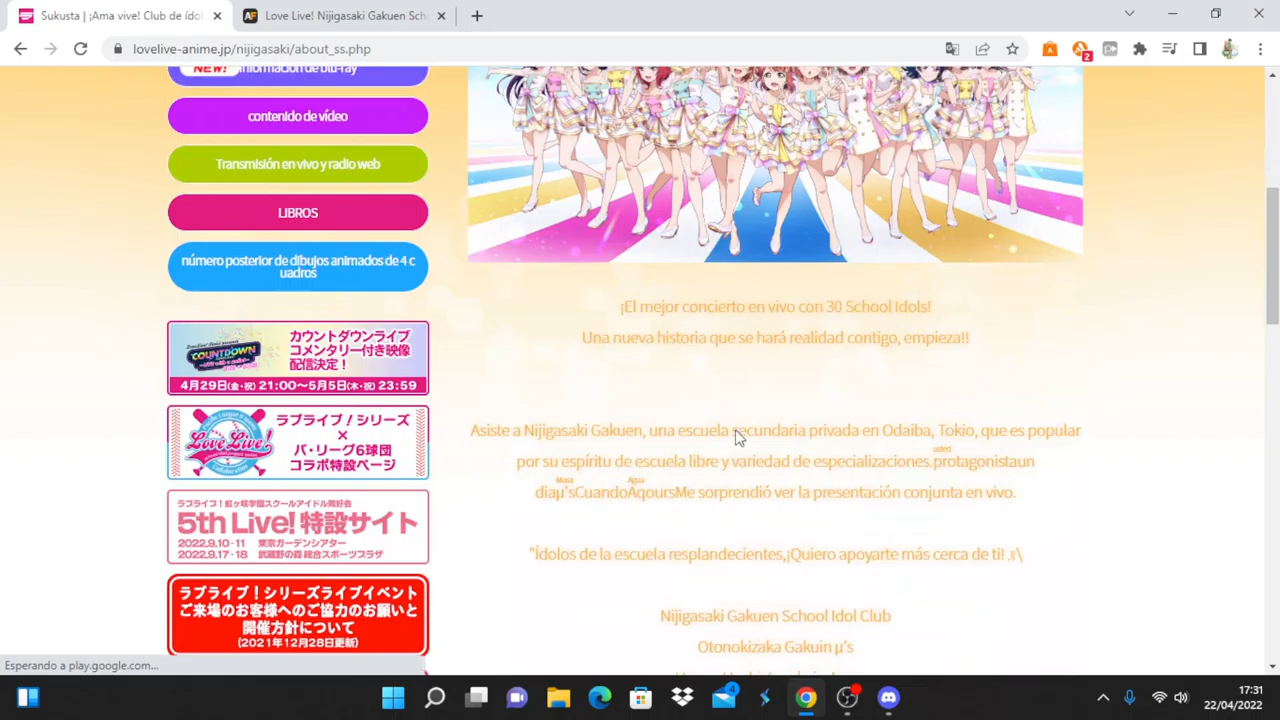 Sukusta | ¡Ama vive! Club de ído
Love Live! Nijigasaki Gakuen Sch
lovelive-anime.jp/nijigasaki/about_ss.php
2
NEW! información de blu-ray
contenido de vídeo
Transmisión en vivo y radio web
LIBROS
número posterior de dibujos animados de 4 c
uadros
COUNTDOWN
カウントダウンライブ
コメンタリー付き映像
配信決定！
4月29日(金・祝) 21:00～5月5日(木・祝) 23:59
Love Live!
ラブライブ！シリーズ
×
パ・リーグ6球団
コラボ特設ページ
ラブライブ！虹ヶ咲学園スクールアイドル同好会
5th Live! 特設サイト
2022.9.10・11 東京ガーデンシアター
2022.9.17・18 武蔵野の森 総合スポーツプラザ
ラブライブ！シリーズライブイベント
ご来場のお客様へのご協力のお願いと
開催方針について
(2021年12月28日更新)
¡El mejor concierto en vivo con 30 School Idols!
Una nueva historia que se hará realidad contigo, empieza!!
Asiste a Nijigasaki Gakuen, una escuela secundaria privada en Odaiba, Tokio, que es popular
usted
por su espíritu de escuela libre y variedad de especializaciones.protagonistaun
Musa Agua
díaμ'sCuandoAqoursMe sorprendió ver la presentación conjunta en vivo.
"Ídolos de la escuela resplandecientes,¡Quiero apoyarte más cerca de ti!
Nijigasaki Gakuen School Idol Club
Otonokizaka Gakuin μ's
Esperando a play.google.com...
4
17:31
22/04/2022